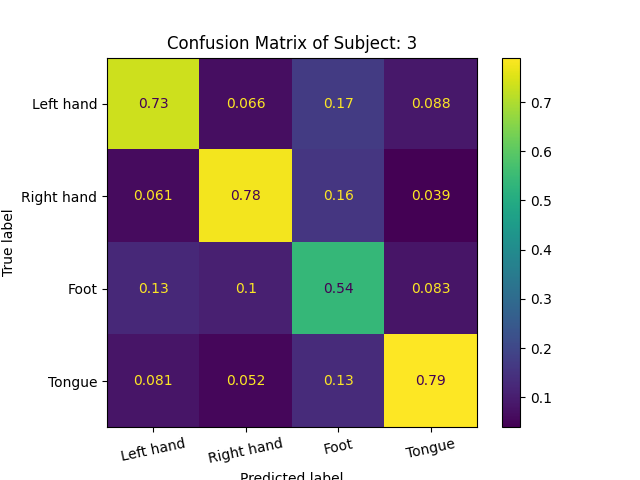 Confusion Matrix of Subject: 3
True label
Left hand 0.73 0.066 0.17 0.088
Right hand 0.061 0.78 0.16 0.039
Foot 0.13 0.1 0.54 0.083
Tongue 0.081 0.052 0.13 0.79
Left hand Right hand Foot Tongue
Predicted label
0.7
0.6
0.5
0.4
0.3
0.2
0.1